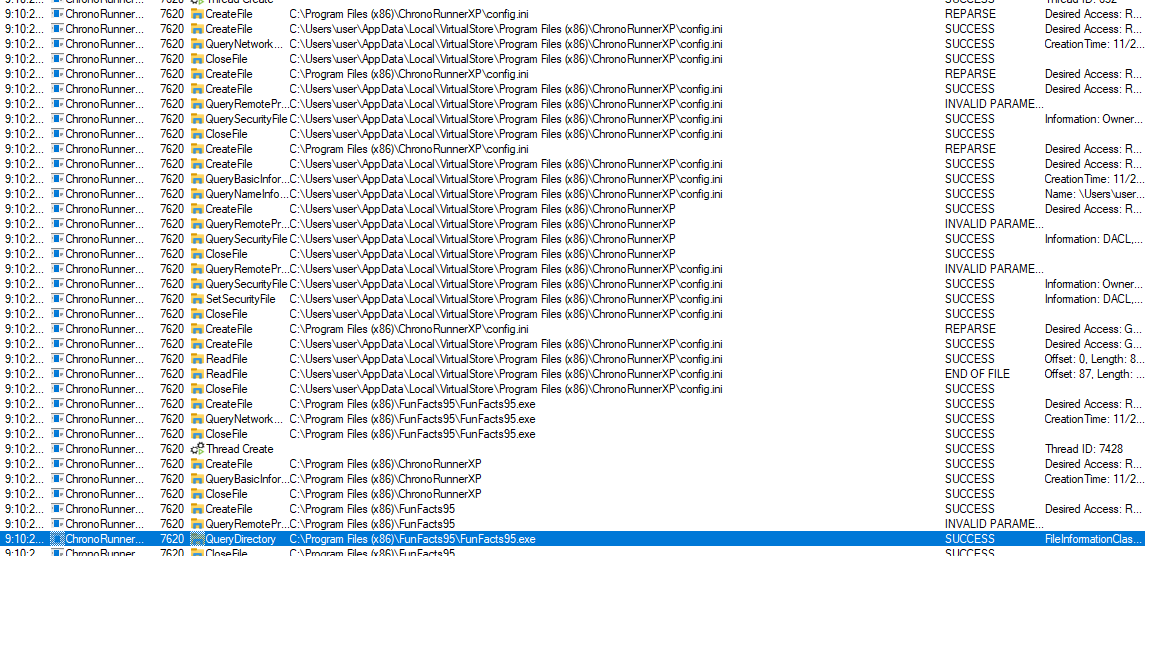 9:10:2... ChronoRunner... 7620 Thread Create SUCCESS Thread ID: 652
9:10:2... ChronoRunner... 7620 CreateFile C:\Program Files (x86)\ChronoRunnerXP\config.ini REPARSE Desired Access: R...
9:10:2... ChronoRunner... 7620 CreateFile C:\Users\user\AppData\Local\VirtualStore\Program Files (x86)\ChronoRunnerXP\config.ini SUCCESS Desired Access: R...
9:10:2... ChronoRunner... 7620 QueryNetwork... C:\Users\user\AppData\Local\VirtualStore\Program Files (x86)\ChronoRunnerXP\config.ini SUCCESS CreationTime: 11/2...
9:10:2... ChronoRunner... 7620 CloseFile C:\Users\user\AppData\Local\VirtualStore\Program Files (x86)\ChronoRunnerXP\config.ini SUCCESS
9:10:2... ChronoRunner... 7620 CreateFile C:\Program Files (x86)\ChronoRunnerXP\config.ini REPARSE Desired Access: R...
9:10:2... ChronoRunner... 7620 CreateFile C:\Users\user\AppData\Local\VirtualStore\Program Files (x86)\ChronoRunnerXP\config.ini SUCCESS Desired Access: R...
9:10:2... ChronoRunner... 7620 QueryRemotePr... C:\Users\user\AppData\Local\VirtualStore\Program Files (x86)\ChronoRunnerXP\config.ini INVALID PARAME...
9:10:2... ChronoRunner... 7620 QuerySecurityFile C:\Users\user\AppData\Local\VirtualStore\Program Files (x86)\ChronoRunnerXP\config.ini SUCCESS Information: Owner...
9:10:2... ChronoRunner... 7620 CloseFile C:\Users\user\AppData\Local\VirtualStore\Program Files (x86)\ChronoRunnerXP\config.ini SUCCESS
9:10:2... ChronoRunner... 7620 CreateFile C:\Program Files (x86)\ChronoRunnerXP\config.ini REPARSE Desired Access: R...
9:10:2... ChronoRunner... 7620 CreateFile C:\Users\user\AppData\Local\VirtualStore\Program Files (x86)\ChronoRunnerXP\config.ini SUCCESS Desired Access: R...
9:10:2... ChronoRunner... 7620 QueryBasicInfor... C:\Users\user\AppData\Local\VirtualStore\Program Files (x86)\ChronoRunnerXP\config.ini SUCCESS CreationTime: 11/2...
9:10:2... ChronoRunner... 7620 QueryNameInfo... C:\Users\user\AppData\Local\VirtualStore\Program Files (x86)\ChronoRunnerXP\config.ini SUCCESS Name: \Users\user...
9:10:2... ChronoRunner... 7620 CreateFile C:\Users\user\AppData\Local\VirtualStore\Program Files (x86)\ChronoRunnerXP SUCCESS Desired Access: R...
9:10:2... ChronoRunner... 7620 QueryRemotePr... C:\Users\user\AppData\Local\VirtualStore\Program Files (x86)\ChronoRunnerXP INVALID PARAME...
9:10:2... ChronoRunner... 7620 QuerySecurityFile C:\Users\user\AppData\Local\VirtualStore\Program Files (x86)\ChronoRunnerXP SUCCESS Information: DACL,...
9:10:2... ChronoRunner... 7620 CloseFile C:\Users\user\AppData\Local\VirtualStore\Program Files (x86)\ChronoRunnerXP SUCCESS
9:10:2... ChronoRunner... 7620 QueryRemotePr... C:\Users\user\AppData\Local\VirtualStore\Program Files (x86)\ChronoRunnerXP\config.ini INVALID PARAME...
9:10:2... ChronoRunner... 7620 QuerySecurityFile C:\Users\user\AppData\Local\VirtualStore\Program Files (x86)\ChronoRunnerXP\config.ini SUCCESS Information: Owner...
9:10:2... ChronoRunner... 7620 SetSecurityFile C:\Users\user\AppData\Local\VirtualStore\Program Files (x86)\ChronoRunnerXP\config.ini SUCCESS Information: DACL,...
9:10:2... ChronoRunner... 7620 CloseFile C:\Users\user\AppData\Local\VirtualStore\Program Files (x86)\ChronoRunnerXP\config.ini SUCCESS
9:10:2... ChronoRunner... 7620 CreateFile C:\Program Files (x86)\ChronoRunnerXP\config.ini REPARSE Desired Access: G...
9:10:2... ChronoRunner... 7620 CreateFile C:\Users\user\AppData\Local\VirtualStore\Program Files (x86)\ChronoRunnerXP\config.ini SUCCESS Desired Access: G...
9:10:2... ChronoRunner... 7620 ReadFile C:\Users\user\AppData\Local\VirtualStore\Program Files (x86)\ChronoRunnerXP\config.ini SUCCESS Offset: 0, Length: 8...
9:10:2... ChronoRunner... 7620 ReadFile C:\Users\user\AppData\Local\VirtualStore\Program Files (x86)\ChronoRunnerXP\config.ini END OF FILE Offset: 87, Length: ...
9:10:2... ChronoRunner... 7620 CloseFile C:\Users\user\AppData\Local\VirtualStore\Program Files (x86)\ChronoRunnerXP\config.ini SUCCESS
9:10:2... ChronoRunner... 7620 CreateFile C:\Program Files (x86)\FunFacts95\FunFacts95.exe SUCCESS Desired Access: R...
9:10:2... ChronoRunner... 7620 QueryNetwork... C:\Program Files (x86)\FunFacts95\FunFacts95.exe SUCCESS CreationTime: 11/2...
9:10:2... ChronoRunner... 7620 CloseFile C:\Program Files (x86)\FunFacts95\FunFacts95.exe SUCCESS
9:10:2... ChronoRunner... 7620 Thread Create SUCCESS Thread ID: 7428
9:10:2... ChronoRunner... 7620 CreateFile C:\Program Files (x86)\ChronoRunnerXP SUCCESS Desired Access: R...
9:10:2... ChronoRunner... 7620 QueryBasicInfor... C:\Program Files (x86)\ChronoRunnerXP SUCCESS CreationTime: 11/2...
9:10:2... ChronoRunner... 7620 CloseFile C:\Program Files (x86)\ChronoRunnerXP SUCCESS
9:10:2... ChronoRunner... 7620 CreateFile C:\Program Files (x86)\FunFacts95 SUCCESS Desired Access: R...
9:10:2... ChronoRunner... 7620 QueryRemotePr... C:\Program Files (x86)\FunFacts95 INVALID PARAME...
9:10:2... ChronoRunner... 7620 QueryDirectory C:\Program Files (x86)\FunFacts95\FunFacts95.exe SUCCESS FileInformationClas...
9:10:2... ChronoRunner... 7620 CloseFile C:\Program Files (x86)\FunFacts95 SUCCESS